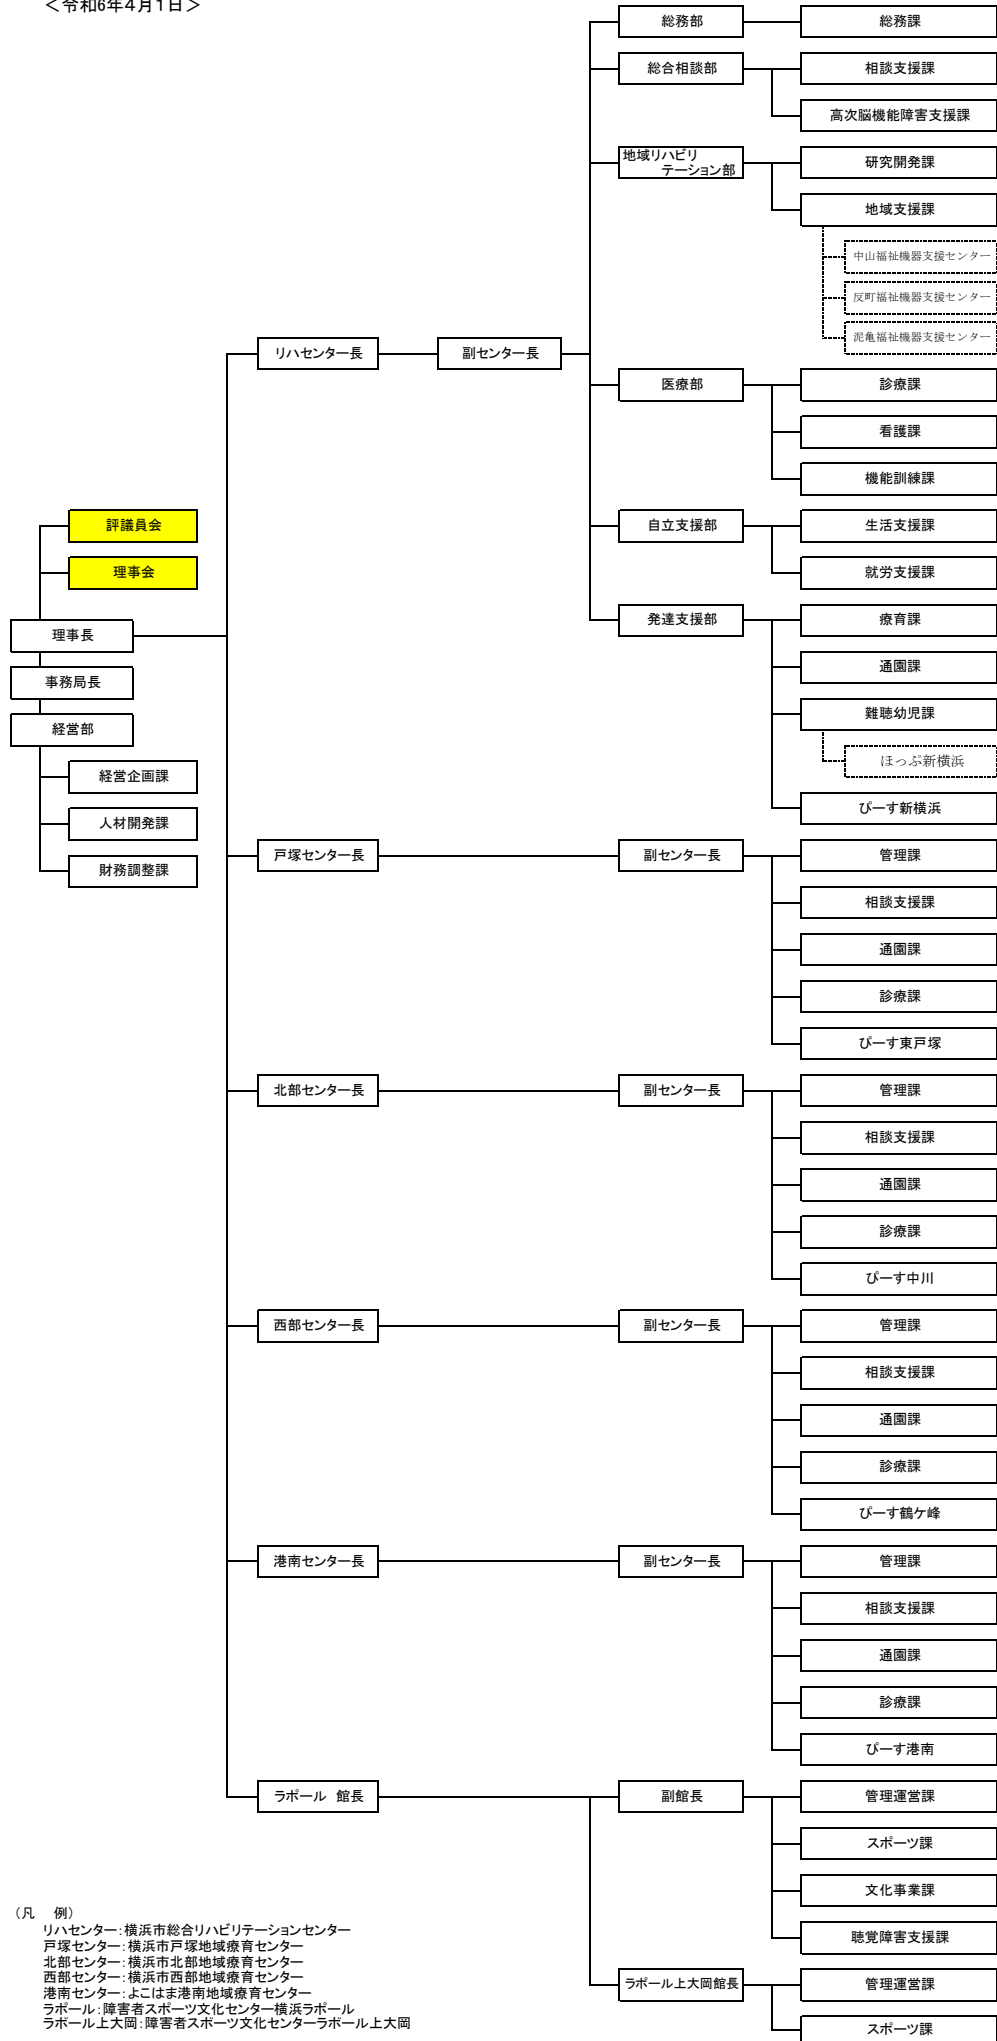 ＜令和6年4月1日＞
総務部
総務課
総合相談部
相談支援課
高次脳機能障害支援課
地域リハビリ
テーション部
研究開発課
地域支援課
中山福祉機器支援センター
反町福祉機器支援センター
泥亀福祉機器支援センター
リハセンター長
副センター長
医療部
診療課
看護課
機能訓練課
評議員会
理事会
理事長
事務局長
経営部
経営企画課
人材開発課
財務調整課
自立支援部
生活支援課
就労支援課
発達支援部
療育課
通園課
難聴幼児課
ほっぷ新横浜
ぴーす新横浜
戸塚センター長
副センター長
管理課
相談支援課
通園課
診療課
ぴーす東戸塚
北部センター長
副センター長
管理課
相談支援課
通園課
診療課
ぴーす中川
西部センター長
副センター長
管理課
相談支援課
通園課
診療課
ぴーす鶴ケ峰
港南センター長
副センター長
管理課
相談支援課
通園課
診療課
ぴーす港南
ラポール　館長
副館長
管理運営課
スポーツ課
文化事業課
聴覚障害支援課
ラポール上大岡館長
管理運営課
スポーツ課
（凡　例）
リハセンター：横浜市総合リハビリテーションセンター
戸塚センター：横浜市戸塚地域療育センター
北部センター：横浜市北部地域療育センター
西部センター：横浜市西部地域療育センター
港南センター：よこはま港南地域療育センター
ラポール：障害者スポーツ文化センター横浜ラポール
ラポール上大岡：障害者スポーツ文化センターラポール上大岡